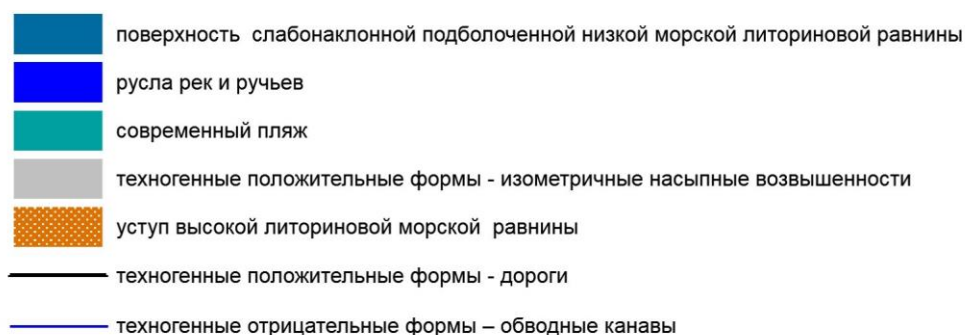 поверхность слабонаклонной подболоченной низкой морской литориновой равнины
русла рек и ручьев
современный пляж
техногенные положительные формы - изометричные насыпные возвышенности
уступ высокой литориновой морской равнины
техногенные положительные формы - дороги
техногенные отрицательные формы – обводные канавы